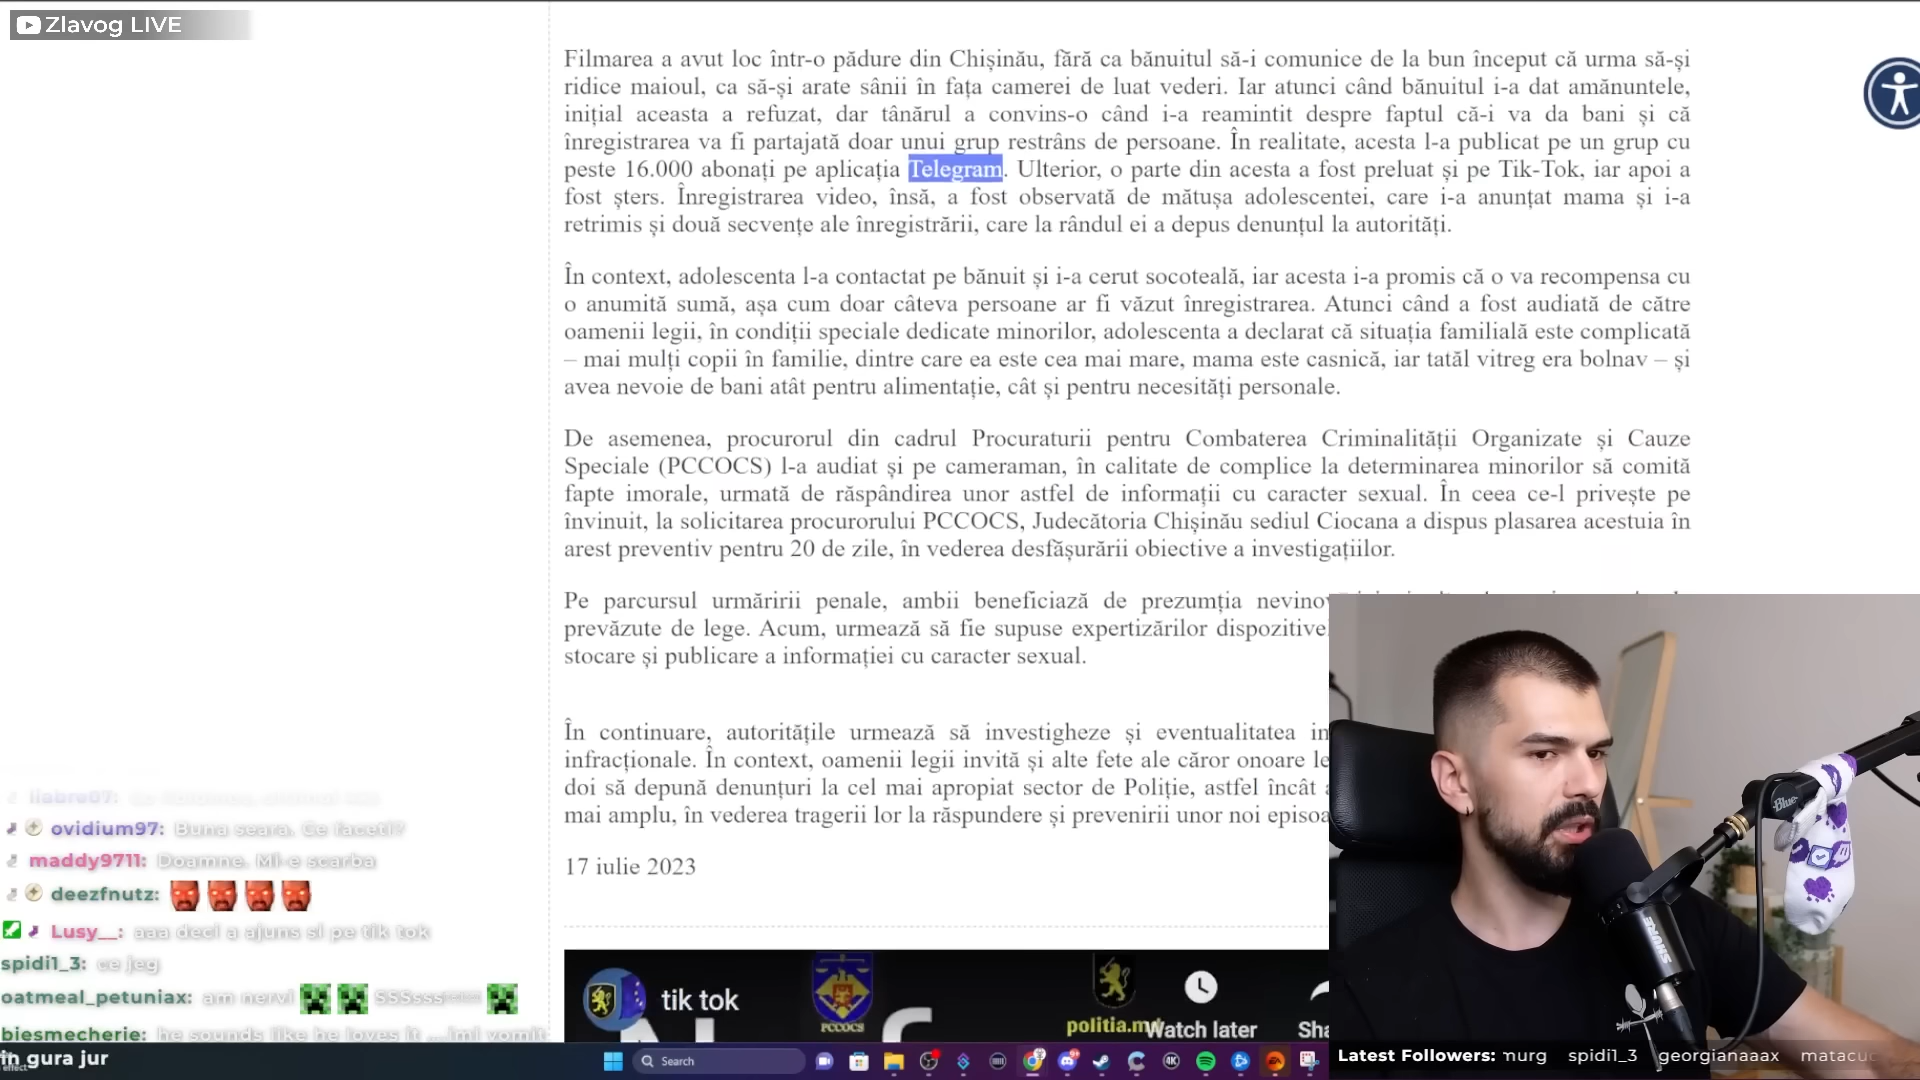 Zlavog LIVE
Filmarea a avut loc într-o pădure din Chișinău, fără ca bănuitul să-i comunice de la bun început că urma să-și
ridice maioul, ca să-și arate sânii în fața camerei de luat vederi. Iar atunci când bănuitul i-a dat amănuntele,
inițial aceasta a refuzat, dar tânărul a convins-o când i-a reamintit despre faptul că-i va da bani și că
înregistrarea va fi partajată doar unui grup restrâns de persoane. În realitate, acesta l-a publicat pe un grup cu
peste 16.000 abonați pe aplicația Telegram. Ulterior, o parte din acesta a fost preluat și pe Tik-Tok, iar apoi a
fost șters. Înregistrarea video, însă, a fost observată de mătușa adolescentei, care i-a anunțat mama și i-a
retrimis și două secvențe ale înregistrării, care la rândul ei a depus denunțul la autorități.
În context, adolescenta l-a contactat pe bănuit și i-a cerut socoteală, iar acesta i-a promis că o va recompensa cu
o anumită sumă, așa cum doar câteva persoane ar fi văzut înregistrarea. Atunci când a fost audiată de către
oamenii legii, în condiții speciale dedicate minorilor, adolescenta a declarat că situația familială este complicată
– mai mulți copii în familie, dintre care ea este cea mai mare, mama este casnică, iar tatăl vitreg era bolnav – și
avea nevoie de bani atât pentru alimentație, cât și pentru necesități personale.
De asemenea, procurorul din cadrul Procuraturii pentru Combaterea Criminalității Organizate și Cauze
Speciale (PCCOCS) l-a audiat și pe cameraman, în calitate de complice la determinarea minorilor să comită
fapte imorale, urmată de răspândirea unor astfel de informații cu caracter sexual. În ceea ce-l privește pe
învinuit, la solicitarea procurorului PCCOCS, Judecătoria Chișinău sediul Ciocana a dispus plasarea acestuia în
arest preventiv pentru 20 de zile, în vederea desfășurării obiective a investigațiilor.
Pe parcursul urmăririi penale, ambii beneficiază de prezumția
prevăzute de lege. Acum, urmează să fie supuse expertizărilor
stocare și publicare a informației cu caracter sexual.
În continuare, autoritățile urmează să investigheze și eventualitatea
infracționale. În context, oamenii legii invită și alte fete ale căror onoare
doi să depună denunțuri la cel mai apropiat sector de Poliție, astfel încât
mai amplu, în vederea tragerii lor la răspundere și prevenirii unor noi
17 iulie 2023
liabro07:
ovidium97: Buna seara. Ce faceti?
maddy9711: Doamne. Mi-e scarba
deezfnutz:
Lusy__: aaa deci a ajuns si pe tik tok
spidi1_3: ce jeg
oatmeal_petuniax: am nervi SSSsss
biesmecherie: he sounds like he loves it ...imi vomit
in gura jur
effect
tik tok
PCCOCS
politia.md
Watch later
Search
Blue
SHURE
4K
Latest Followers: murg spidi1_3 georgianaaax matacuc